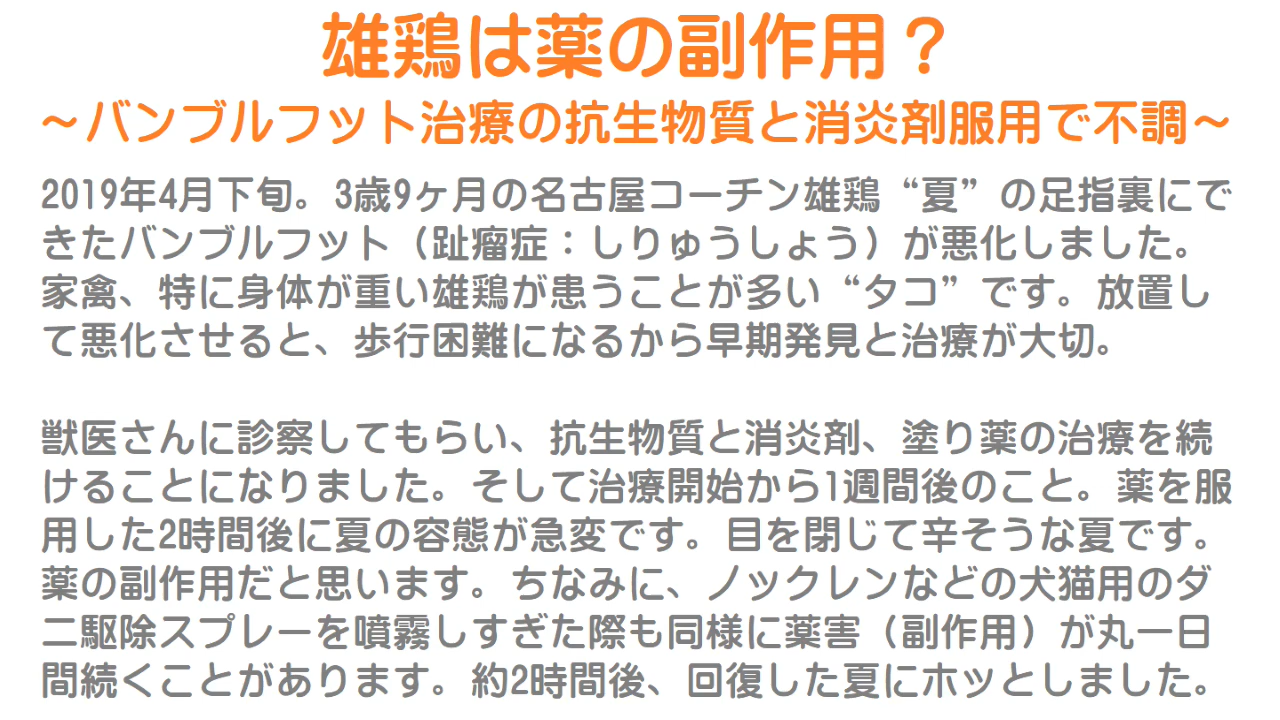 雄鶏は薬の副作用？
～バンブルフット治療の抗生物質と消炎剤服用で不調～
2019年4月下旬。3歳9ヶ月の名古屋コーチン雄鶏“夏”の足指裏にで
きたバンブルフット（趾瘤症：しりゅうしょう）が悪化しました。
家禽、特に身体が重い雄鶏が患うことが多い“タコ”です。放置し
て悪化させると、歩行困難になるから早期発見と治療が大切。
獣医さんに診察してもらい、抗生物質と消炎剤、塗り薬の治療を続
けることになりました。そして治療開始から1週間後のこと。薬を服
用した2時間後に夏の容態が急変です。目を閉じて辛そうな夏です。
薬の副作用だと思います。ちなみに、ノックレンなどの犬猫用のダ
ニ駆除スプレーを噴霧しすぎた際も同様に薬害（副作用）が丸一日
間続くことがあります。約2時間後、回復した夏にホッとしました。